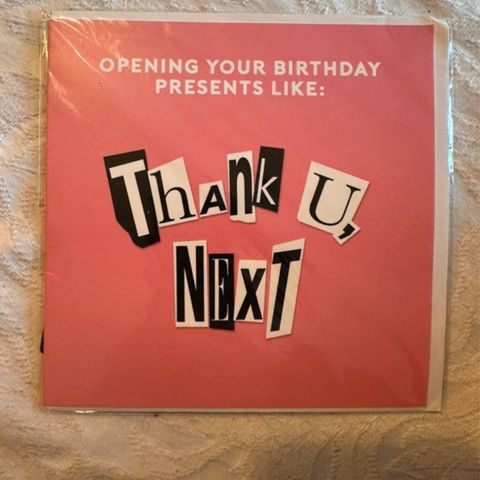 OPENING YOUR BIRTHDAY
PRESENTS LIKE:
ThANK U,
NEXT